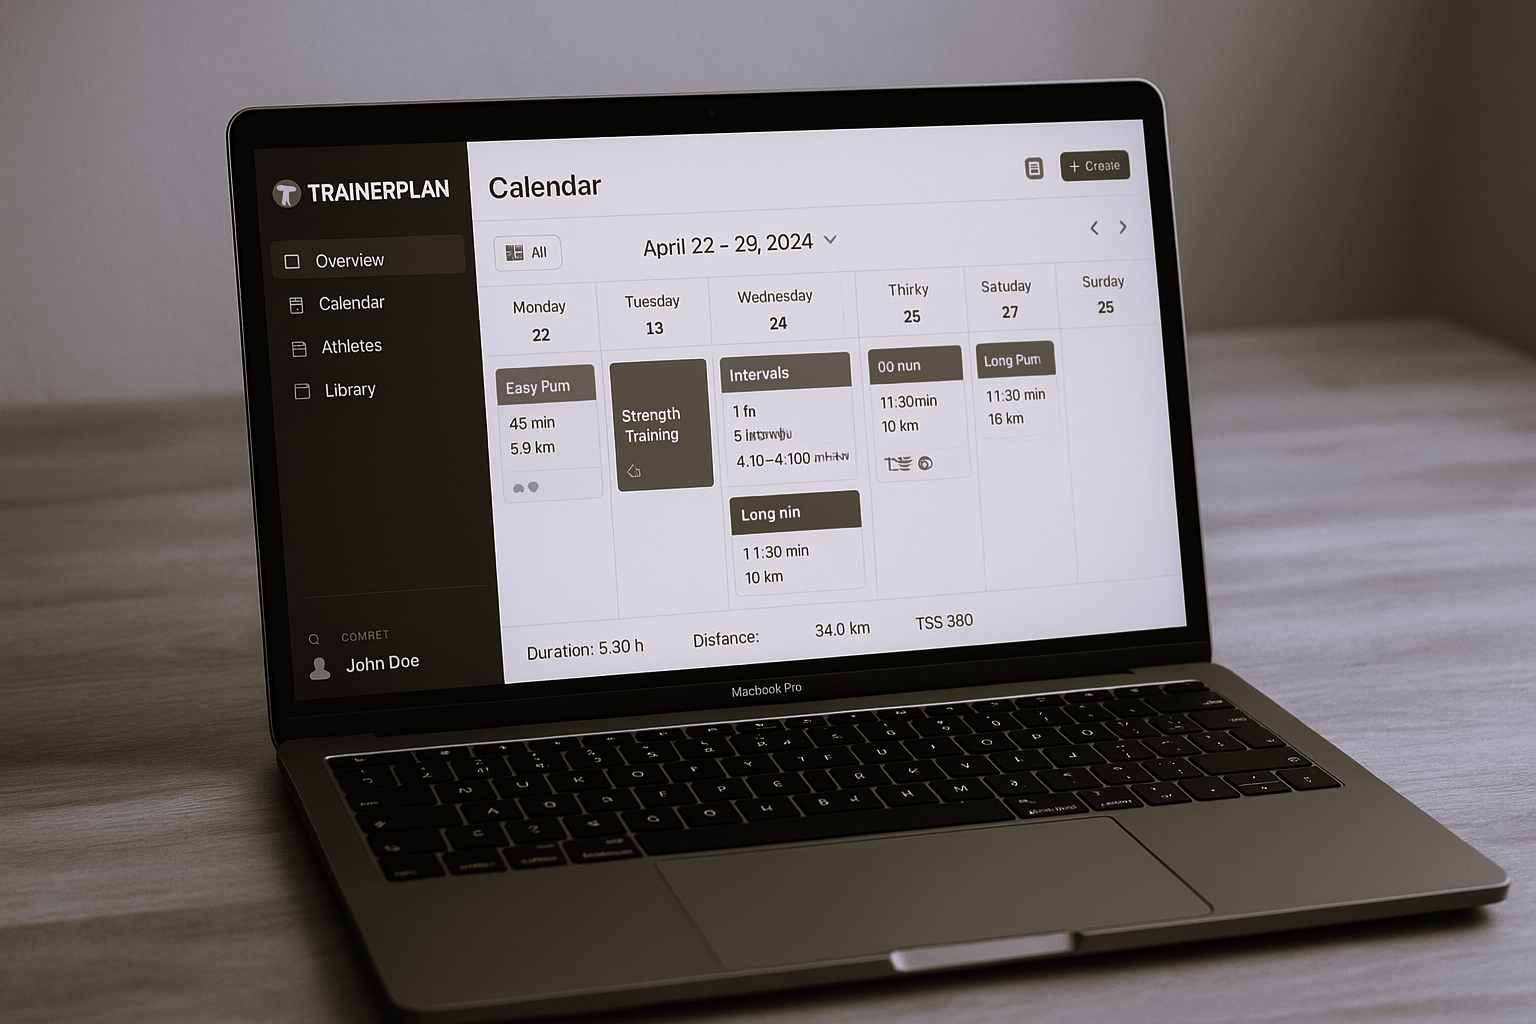 TRAINERPLAN
Overview
Calendar
Athletes
Library
COMRET
John Doe
Calendar
+ Create
All
April 22 – 29, 2024
Monday
22
Tuesday
13
Wednesday
24
Thirky
25
Satuday
27
Surday
25
Easy Pum
45 min
5.9 km
Strength
Training
Intervals
1 fn
5
4.10–4:100
Long nin
11:30 min
10 km
00 nun
11:30min
10 km
Long Pum
11:30 min
16 km
Duration: 5.30 h
Disfance:
34.0 km
TSS 380
Macbook Pro